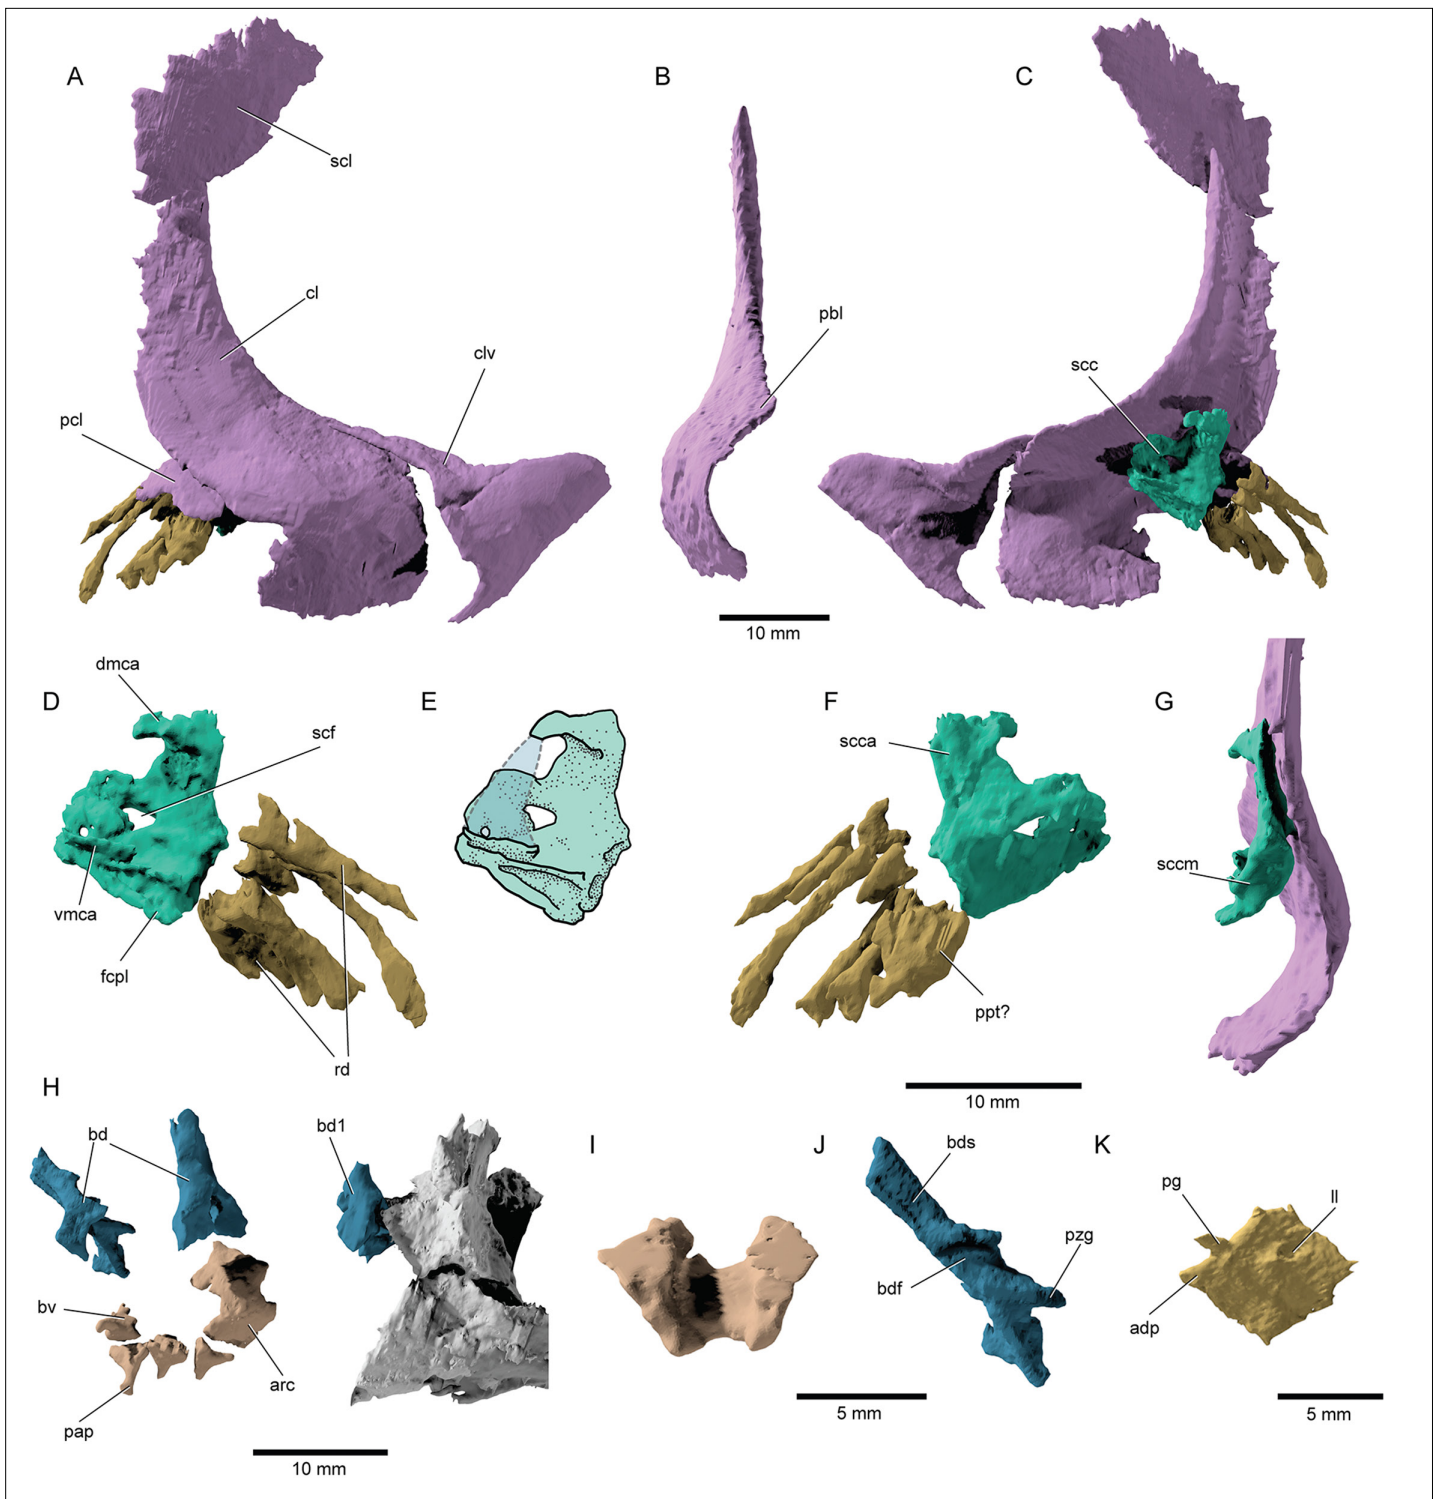 A
scl
cl
clv
pcl
B
pbl
10 mm
C
scc
D
dmca
scf
vmca
fcpl
rd
E
F
scca
ppt?
10 mm
G
sccm
H
bd
bd1
bv
arc
pap
10 mm
I
J
bds
pzg
bdf
5 mm
K
pg
ll
adp
5 mm